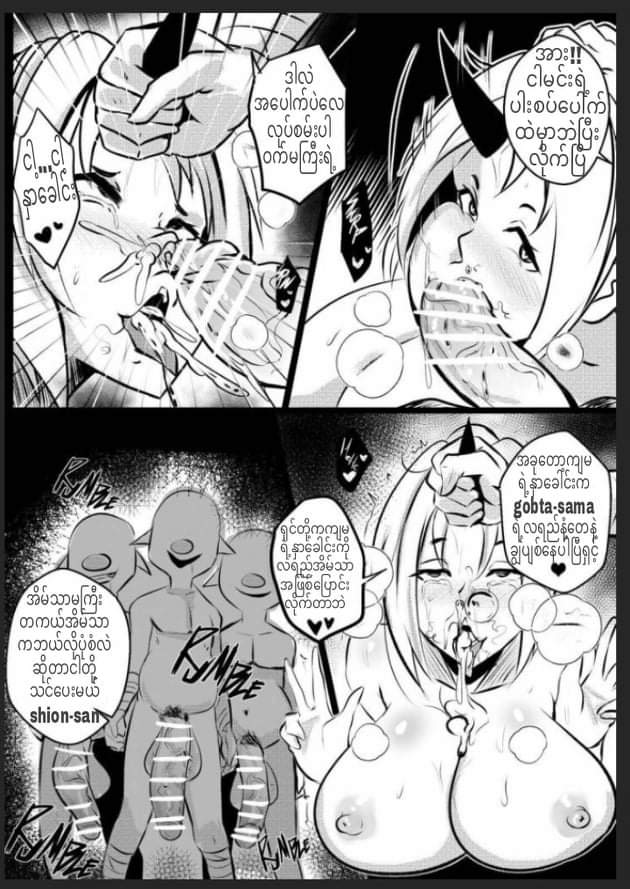 ဒါလဲ
အပေါက်ပဲလေ
လုပ်စမ်းပါ
ဝက်မကြီးရဲ့
ငါ့...ငါ့
နှာခေါင်း
အား!!
ငါမင်းရဲ့
ပါးစပ်ပေါက်
ထဲမှာဘဲပြီး
လိုက်ပြီ
RUMBLE
အခုတော့ကျမ
ရဲ့နှာခေါင်းက
gobta-sama
ရဲ့လရည်နံ့တွေနဲ့
ချွပျစ်နေပါပြီရှင့်
ရှင်တို့ကကျမ
ရဲ့နှာခေါင်းကို
လရည်အိမ်သာ
အဖြစ်ပြောင်း
လိုက်တာဘဲ
အိမ်သာမကြီး
တကယ်အိမ်သာ
ကဘယ်လိုပုံစံလဲ
ဆိုတာငါတို့
သင်ပေးမယ်
shion-san
RUMBLE
RUMBLE
RUMBLE